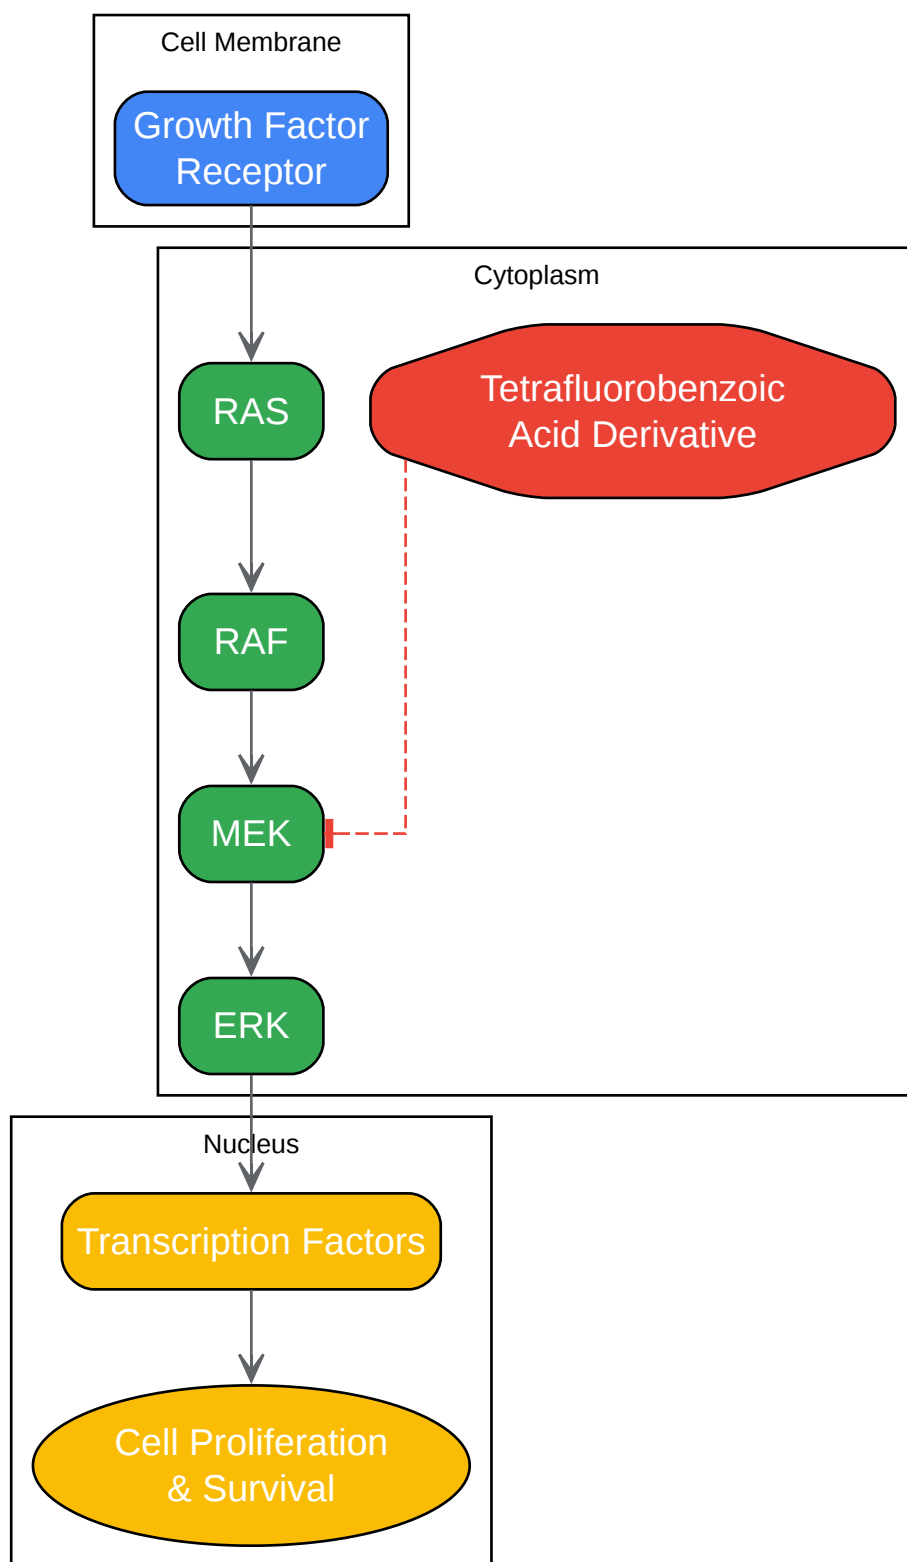 Cell Membrane
Growth Factor
Receptor
Cytoplasm
RAS
Tetrafluorobenzoic
Acid Derivative
RAF
MEK
ERK
Nucleus
Transcription Factors
Cell Proliferation
& Survival